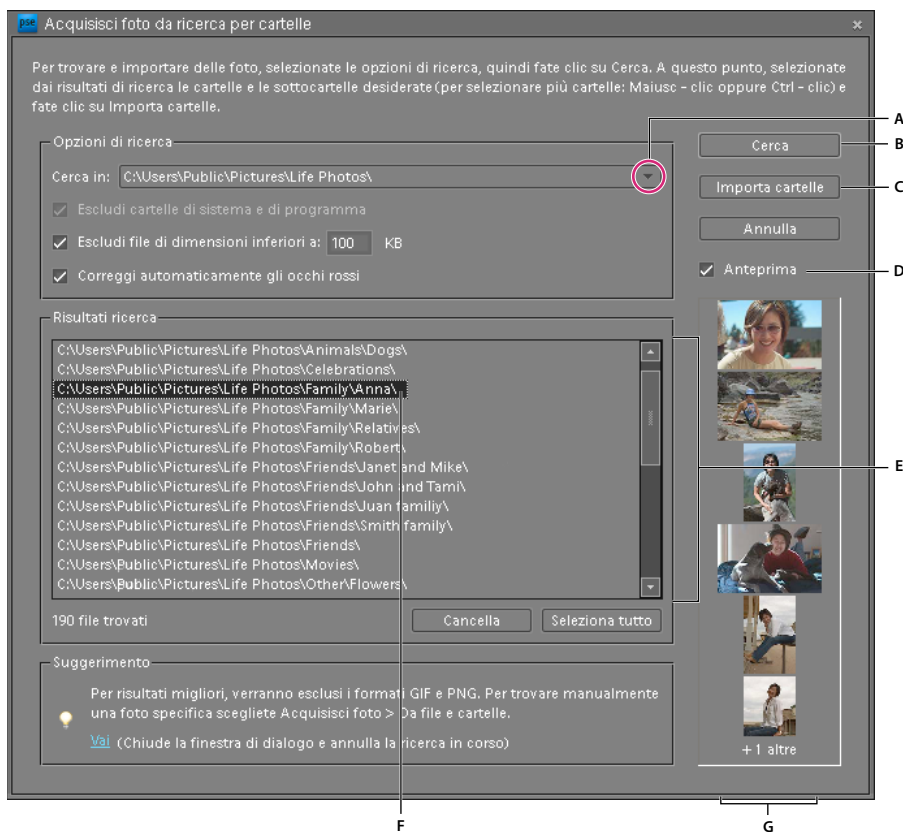 pse Acquisisci foto da ricerca per cartelle
Per trovare e importare delle foto, selezionate le opzioni di ricerca, quindi fate clic su Cerca. A questo punto, selezionate
dai risultati di ricerca le cartelle e le sottocartelle desiderate (per selezionare più cartelle: Maiusc - clic oppure Ctrl - clic) e
fate clic su Importa cartelle.
A
Opzioni di ricerca
Cerca
B
Cerca in: C:\Users\Public\Pictures\Life Photos\
Importa cartelle
C
Escludi cartelle di sistema e di programma
Annulla
Escludi file di dimensioni inferiori a: 100 KB
Anteprima
D
Correggi automaticamente gli occhi rossi
Risultati ricerca
C:\Users\Public\Pictures\Life Photos\Animals\Dogs\
C:\Users\Public\Pictures\Life Photos\Celebrations\
C:\Users\Public\Pictures\Life Photos\Family\Anna\
C:\Users\Public\Pictures\Life Photos\Family\Marie\
C:\Users\Public\Pictures\Life Photos\Family\Relatives\
C:\Users\Public\Pictures\Life Photos\Family\Robert\
C:\Users\Public\Pictures\Life Photos\Friends\Janet and Mike\
E
C:\Users\Public\Pictures\Life Photos\Friends\John and Tami\
C:\Users\Public\Pictures\Life Photos\Friends\Juan familiy\
C:\Users\Public\Pictures\Life Photos\Friends\Smith family\
C:\Users\Public\Pictures\Life Photos\Friends\
C:\Users\Public\Pictures\Life Photos\Movies\
C:\Users\Public\Pictures\Life Photos\Other\Flowers\
190 file trovati
Cancella
Seleziona tutto
Suggerimento
Per risultati migliori, verranno esclusi i formati GIF e PNG. Per trovare manualmente
una foto specifica scegliete Acquisisci foto > Da file e cartelle.
Vai (Chiude la finestra di dialogo e annulla la ricerca in corso)
+1 altre
F
G